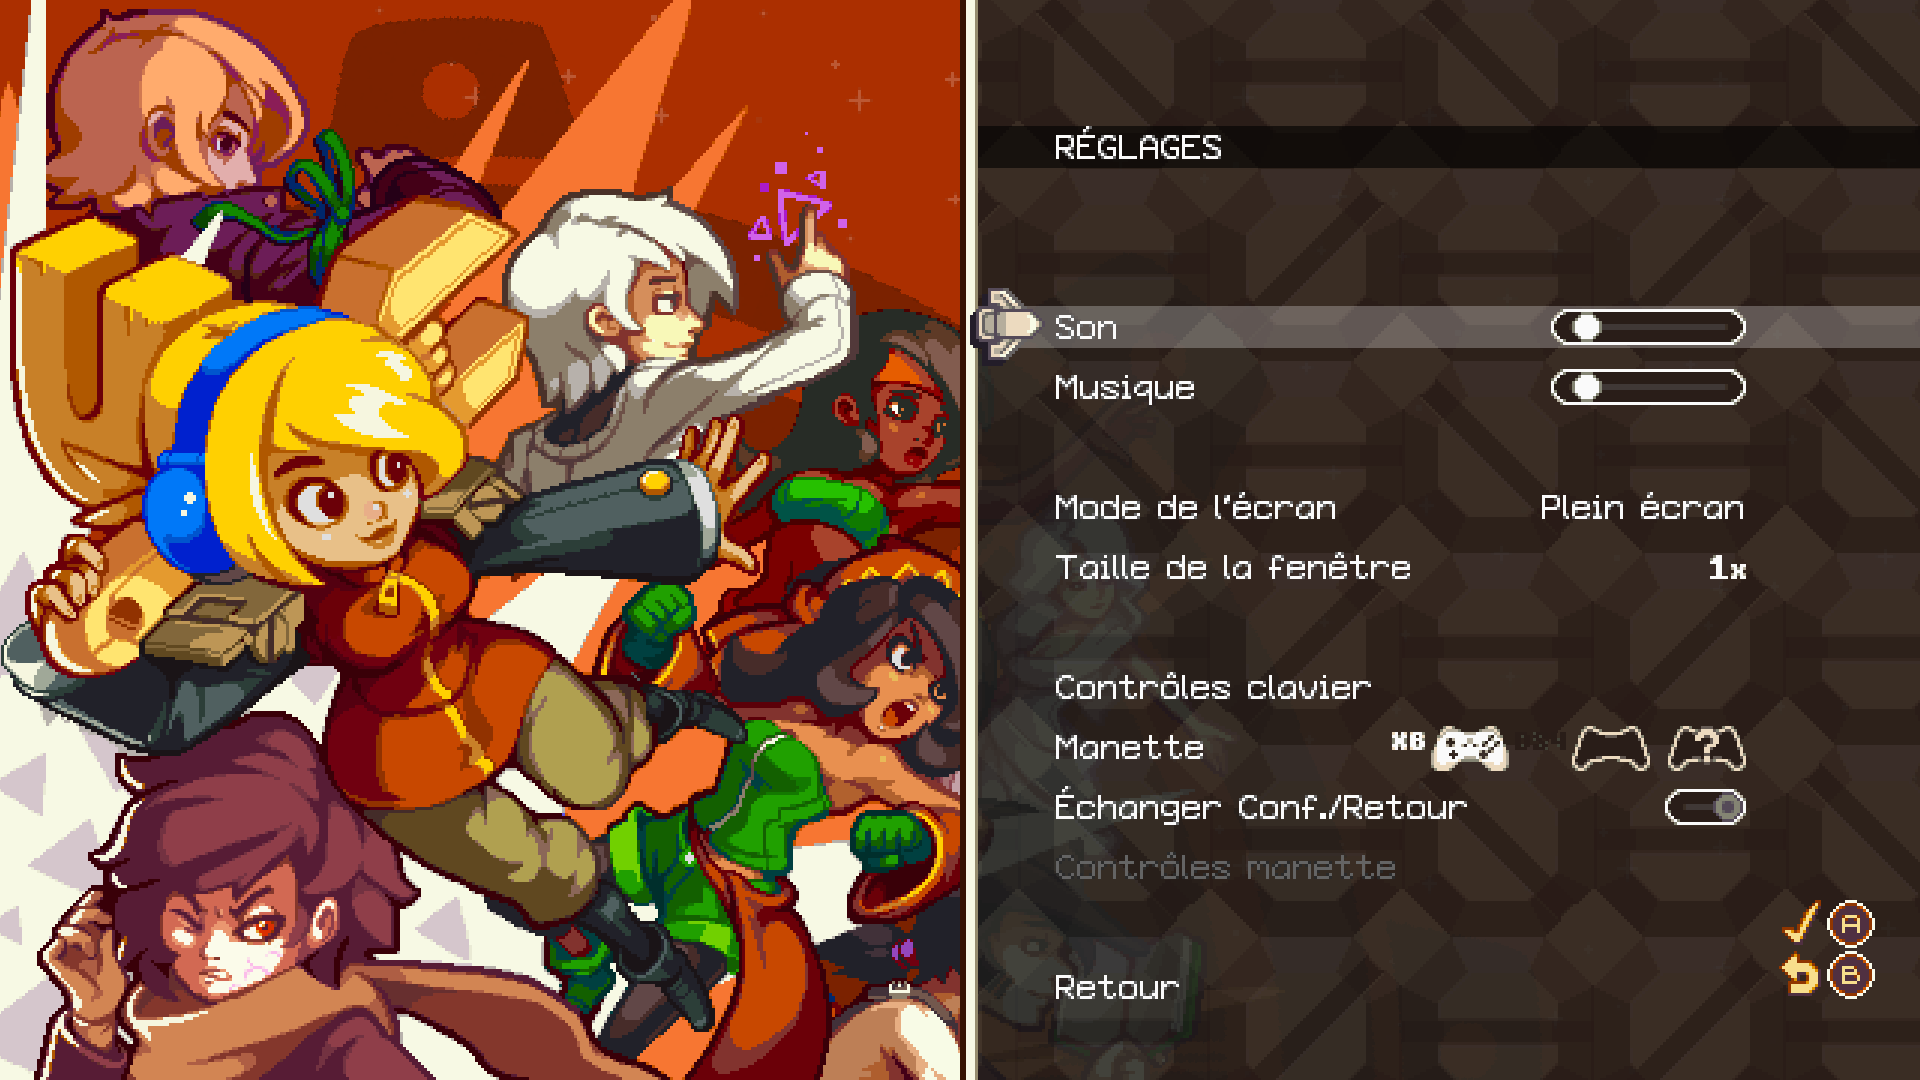 RÉGLAGES
Son
Musique
Mode de l'écran Plein écran
Taille de la fenêtre 1x
Contrôles clavier
Manette XB DS4 ?
Échanger Conf./Retour
Contrôles manette
A
B
Retour